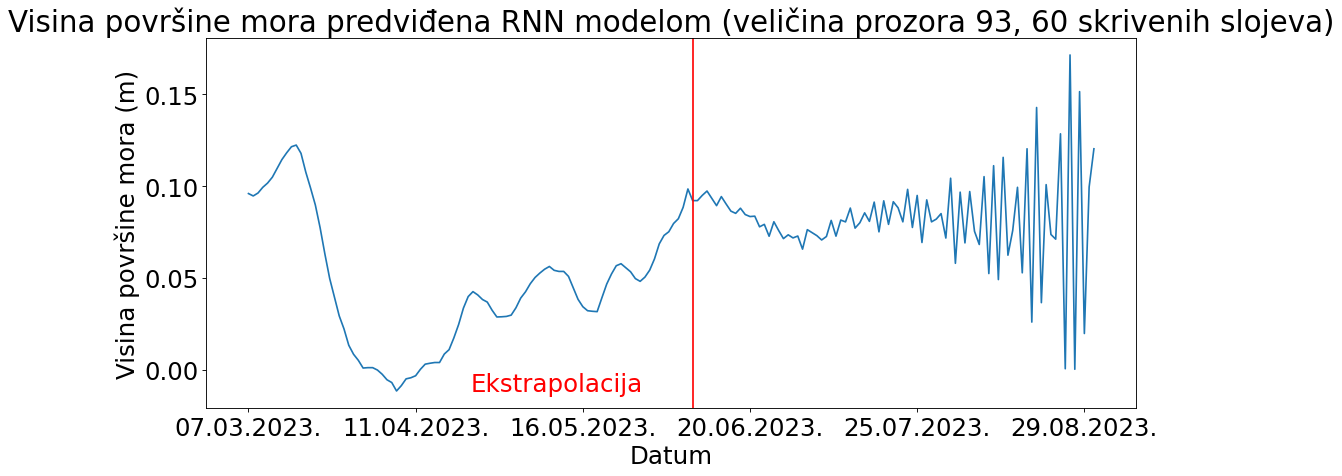 Visina površine mora predviđena RNN modelom (veličina prozora 93, 60 skrivenih slojeva)
Visina površine mora (m)
0.15
0.10
0.05
0.00
Ekstrapolacija
07.03.2023. 11.04.2023. 16.05.2023. 20.06.2023. 25.07.2023. 29.08.2023.
Datum